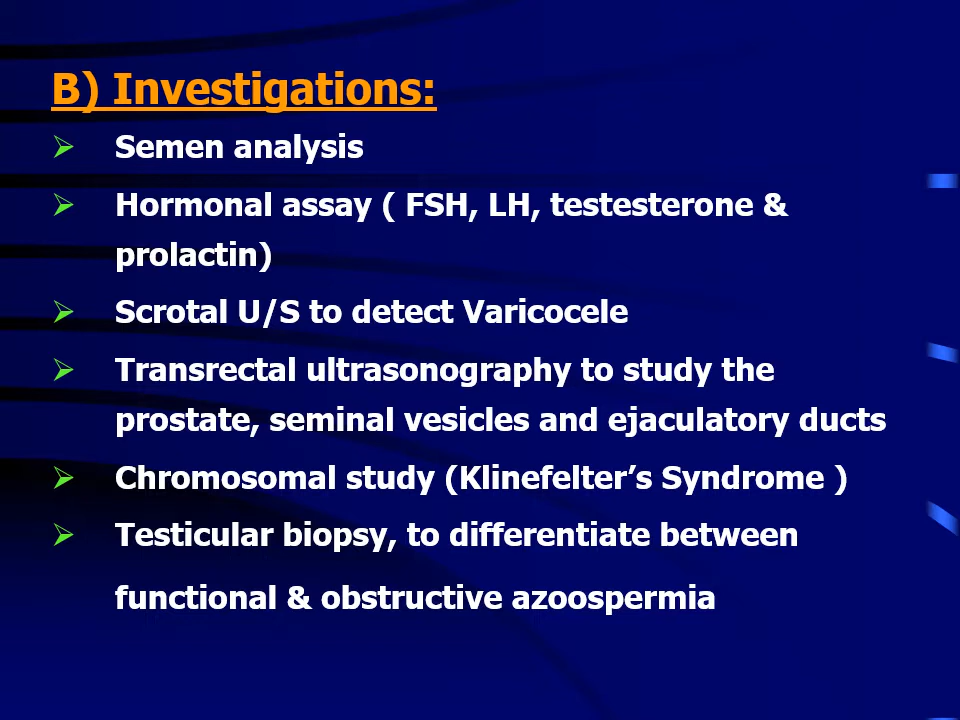 B) Investigations:
Semen analysis
Hormonal assay ( FSH, LH, testesterone &
prolactin)
Scrotal U/S to detect Varicocele
Transrectal ultrasonography to study the
prostate, seminal vesicles and ejaculatory ducts
Chromosomal study (Klinefelter’s Syndrome )
Testicular biopsy, to differentiate between
functional & obstructive azoospermia